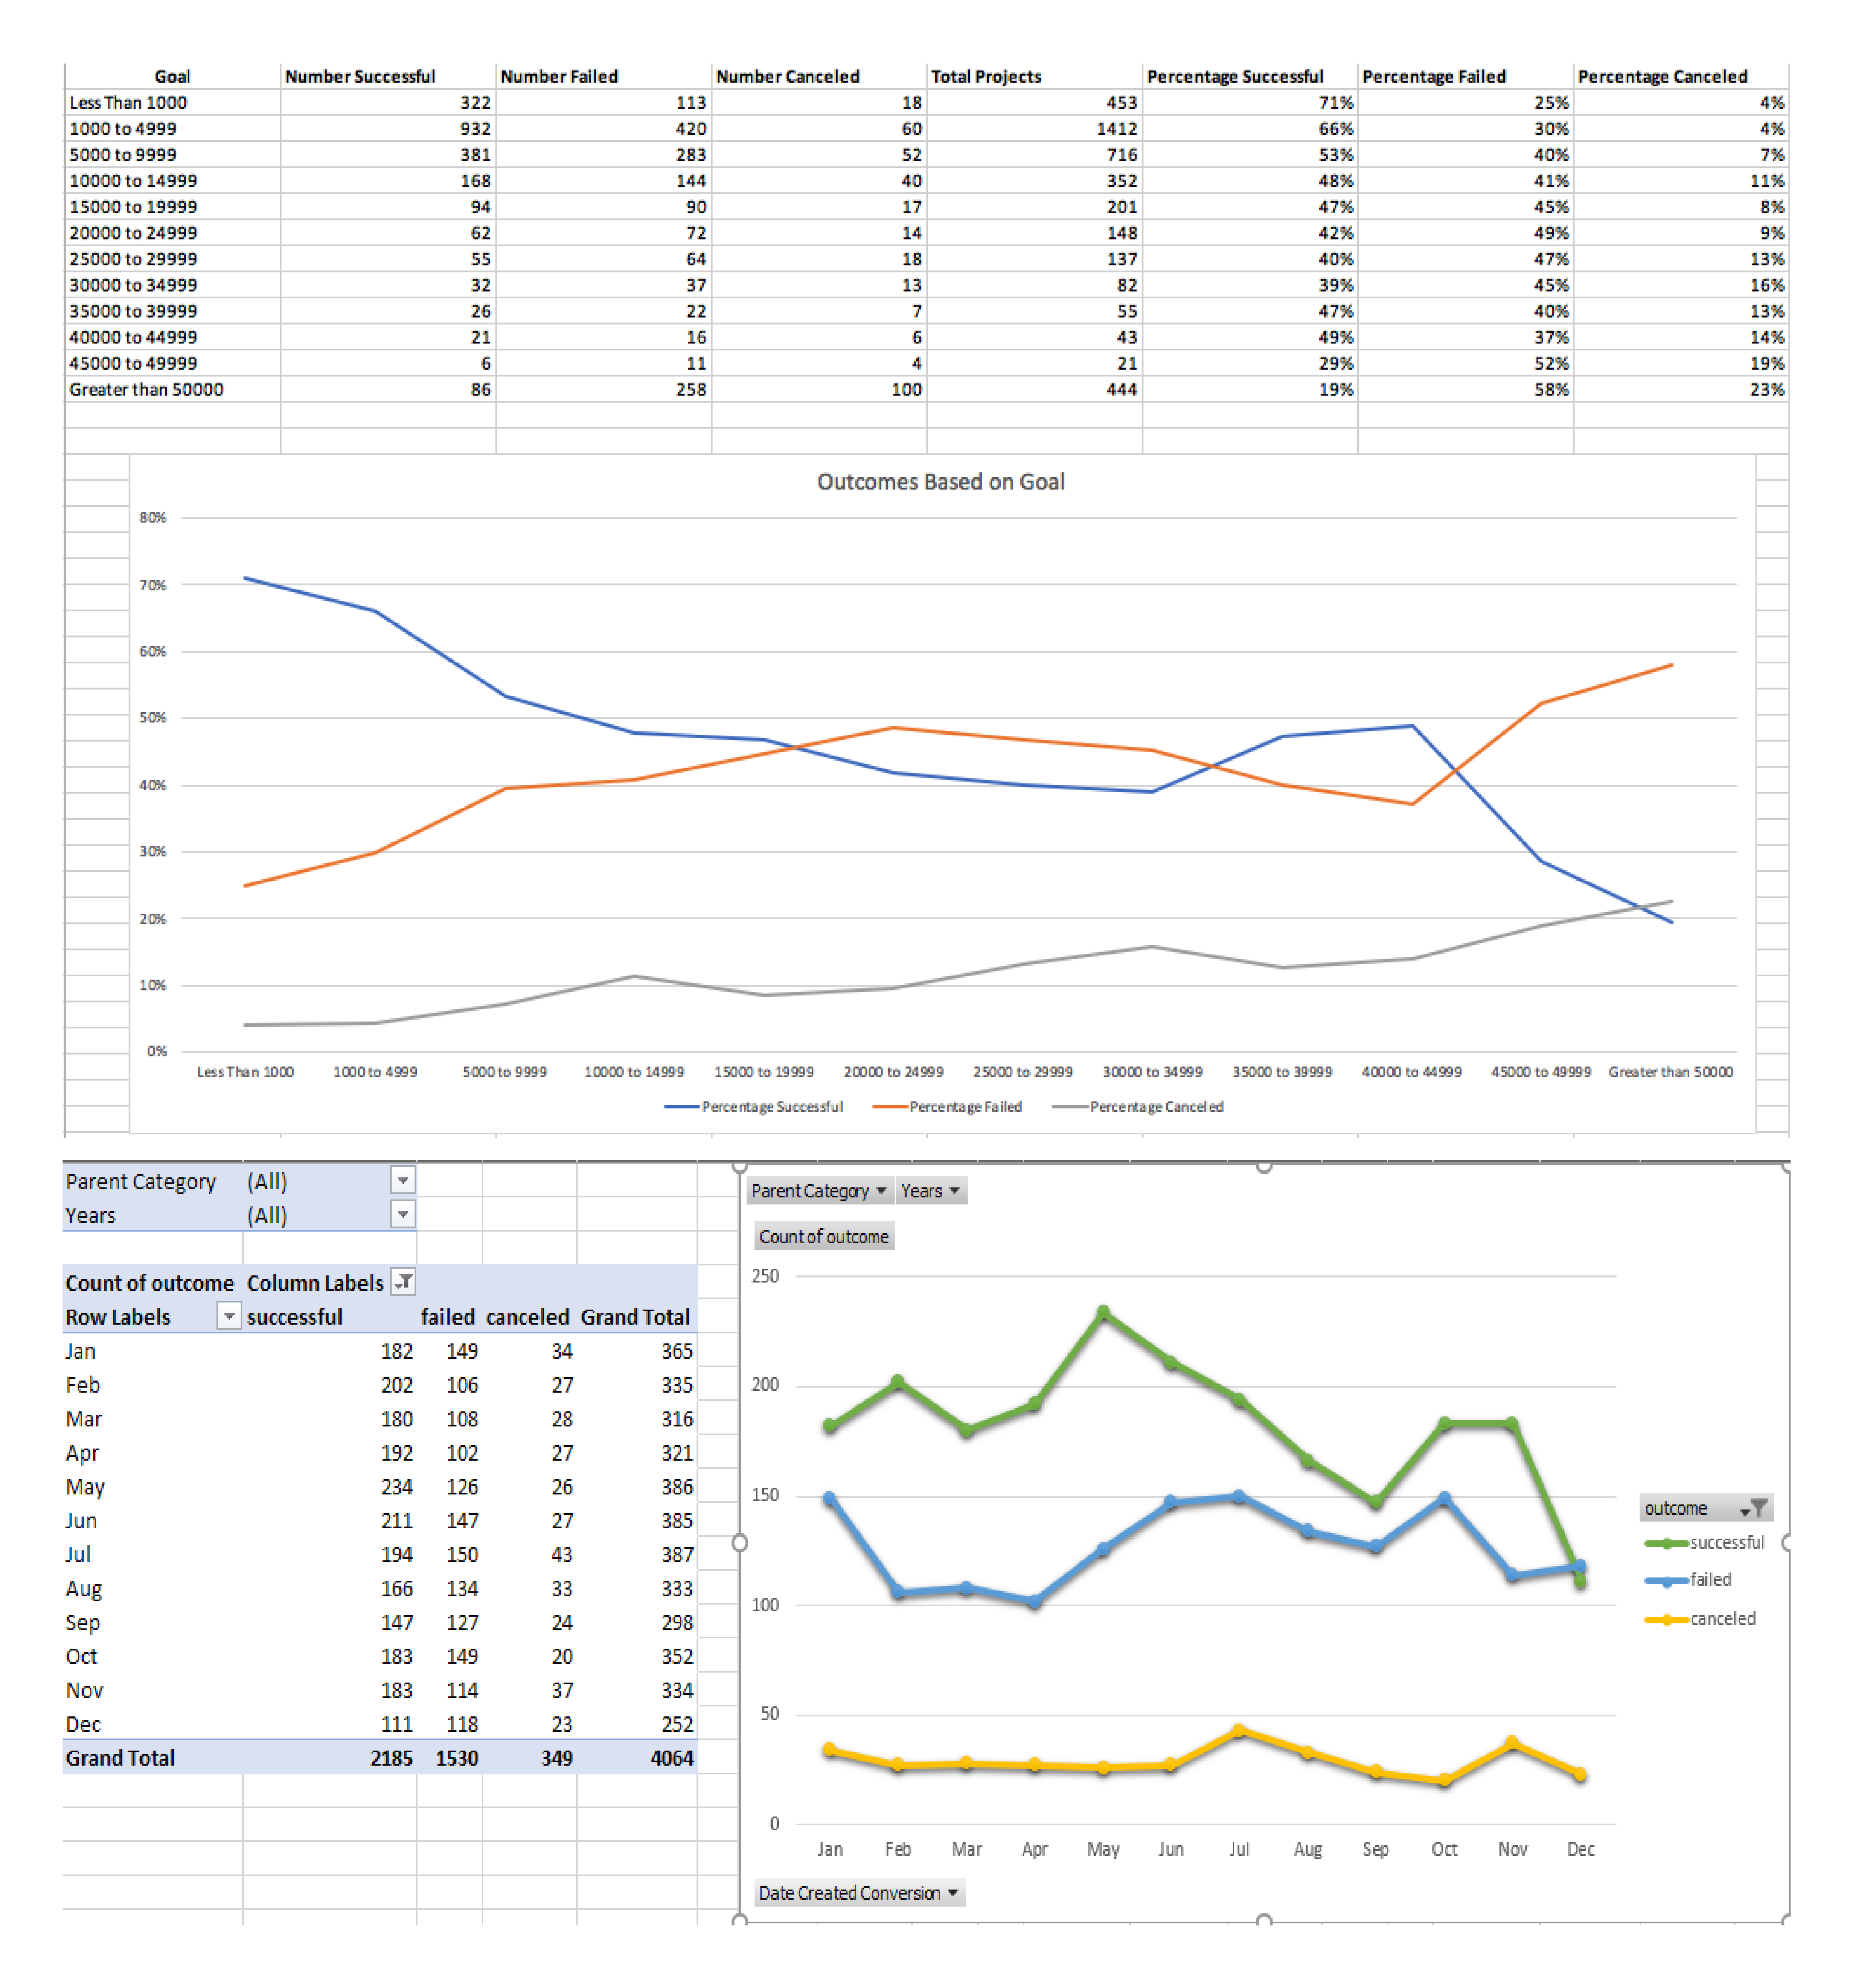 Goal Number Successful Number Failed Number Canceled Total Projects Percentage Successful Percentage Failed Percentage Canceled
Less Than 1000 322 113 18 453 71% 25% 4%
1000 to 4999 932 420 60 1412 66% 30% 4%
5000 to 9999 381 283 52 716 53% 40% 7%
10000 to 14999 168 144 40 352 48% 41% 11%
15000 to 19999 94 90 17 201 47% 45% 8%
20000 to 24999 62 72 14 148 42% 49% 9%
25000 to 29999 55 64 18 137 40% 47% 13%
30000 to 34999 32 37 13 82 39% 45% 16%
35000 to 39999 26 22 7 55 47% 40% 13%
40000 to 44999 21 16 6 43 49% 37% 14%
45000 to 49999 6 11 4 21 29% 52% 19%
Greater than 50000 86 258 100 444 19% 58% 23%
Outcomes Based on Goal
80%
70%
60%
50%
40%
30%
20%
10%
0%
Less Than 1000 1000 to 4999 5000 to 9999 10000 to 14999 15000 to 19999 20000 to 24999 25000 to 29999 30000 to 34999 35000 to 39999 40000 to 44999 45000 to 49999 Greater than 50000
Percentage Successful Percentage Failed Percentage Canceled
Parent Category (All)
Years (All)
Count of outcome Column Labels
Row Labels successful failed canceled Grand Total
Jan 182 149 34 365
Feb 202 106 27 335
Mar 180 108 28 316
Apr 192 102 27 321
May 234 126 26 386
Jun 211 147 27 385
Jul 194 150 43 387
Aug 166 134 33 333
Sep 147 127 24 298
Oct 183 149 20 352
Nov 183 114 37 334
Dec 111 118 23 252
Grand Total 2185 1530 349 4064
Parent Category Years
Count of outcome
250
200
150
100
50
0
Jan Feb Mar Apr May Jun Jul Aug Sep Oct Nov Dec
outcome
successful
failed
canceled
Date Created Conversion